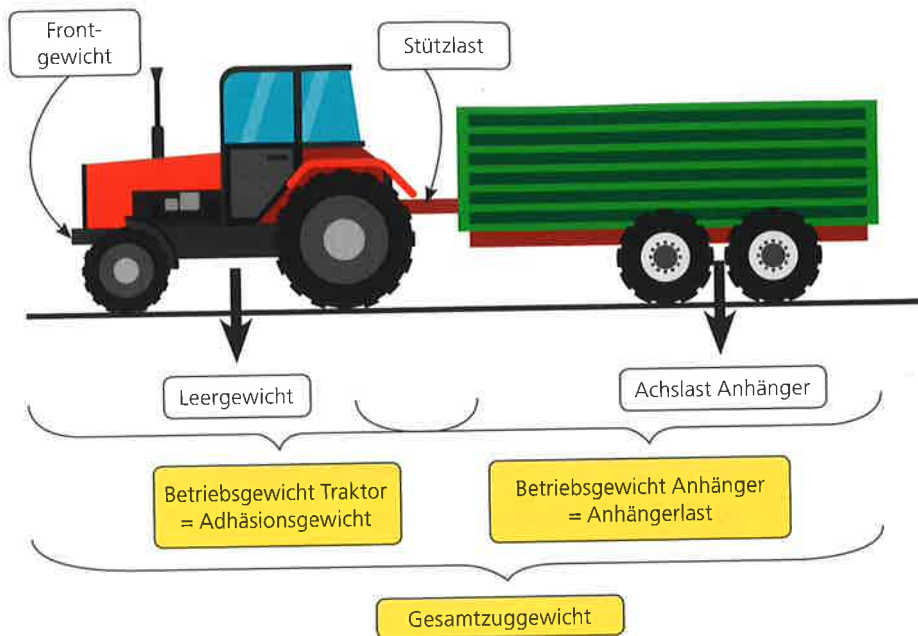 Front-
gewicht
Stützlast
Leergewicht
Achslast Anhänger
Betriebsgewicht Traktor
= Adhäsionsgewicht
Betriebsgewicht Anhänger
= Anhängerlast
Gesamtzuggewicht